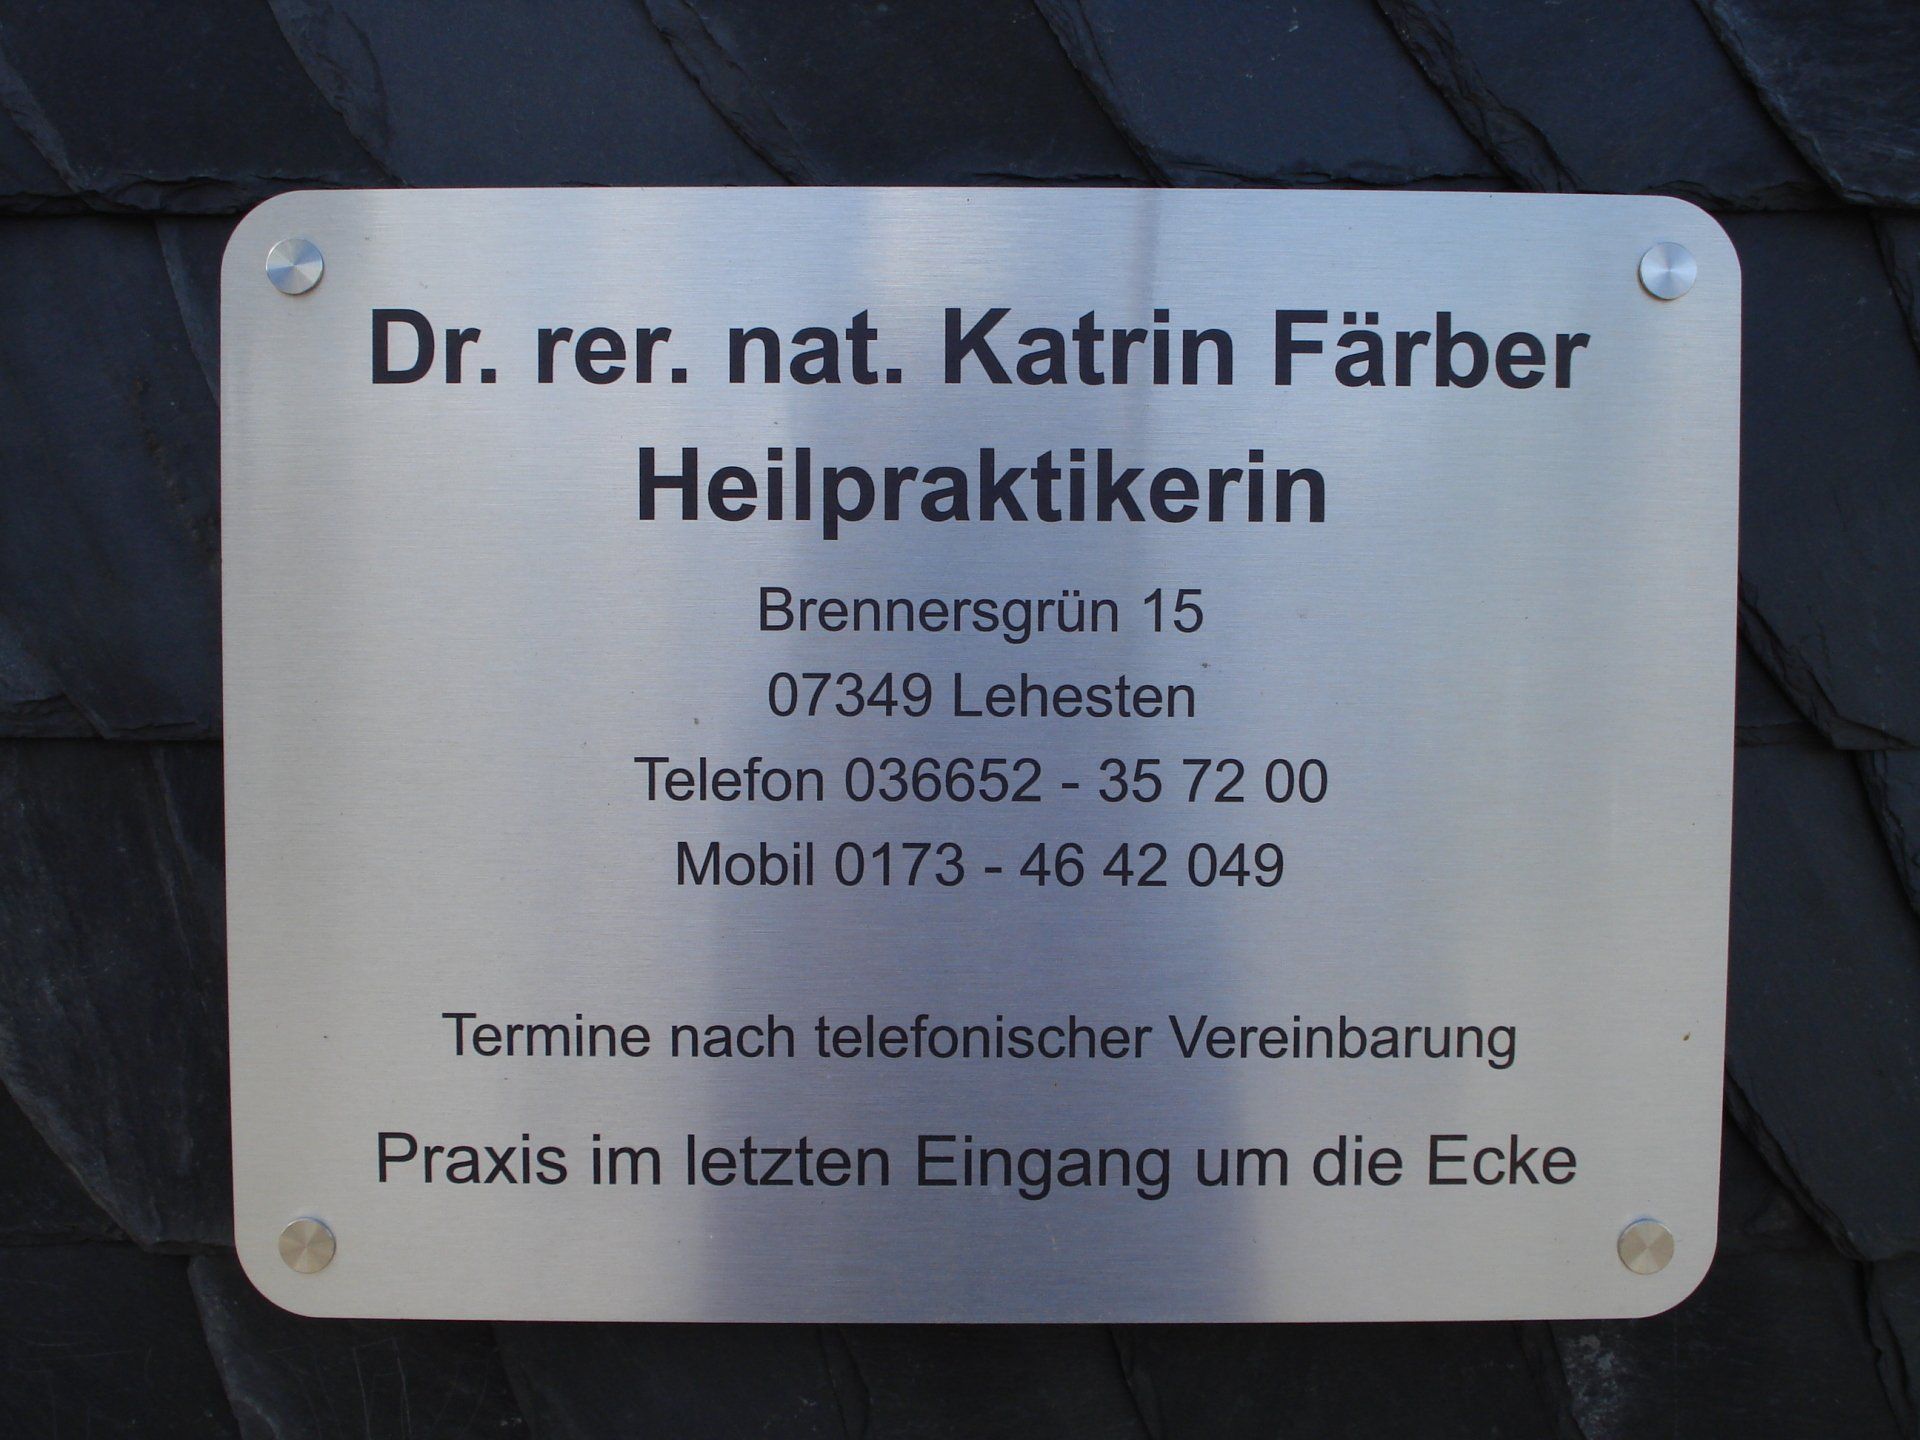 Dr. rer. nat. Katrin Färber
Heilpraktikerin
Brennersgrün 15
07349 Lehesten
Telefon 036652 - 35 72 00
Mobil 0173 - 46 42 049
Termine nach telefonischer Vereinbarung
Praxis im letzten Eingang um die Ecke